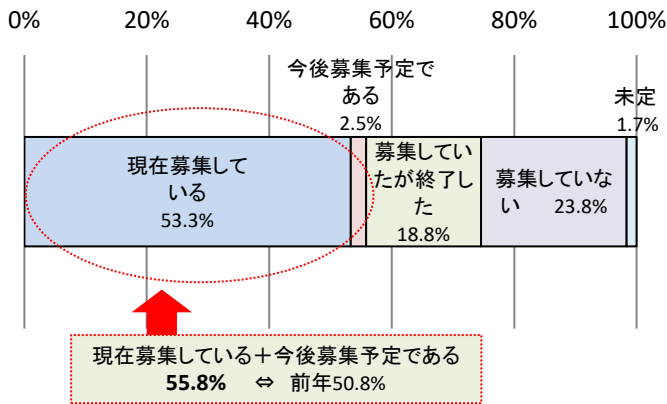 0% 20% 40% 60% 80% 100%
今後募集予定で
ある
2.5%
未定
1.7%
現在募集して
いる
53.3%
募集してい
たが終了し
た
18.8%
募集していな
い 23.8%
現在募集している＋今後募集予定である
55.8% ⇔ 前年50.8%